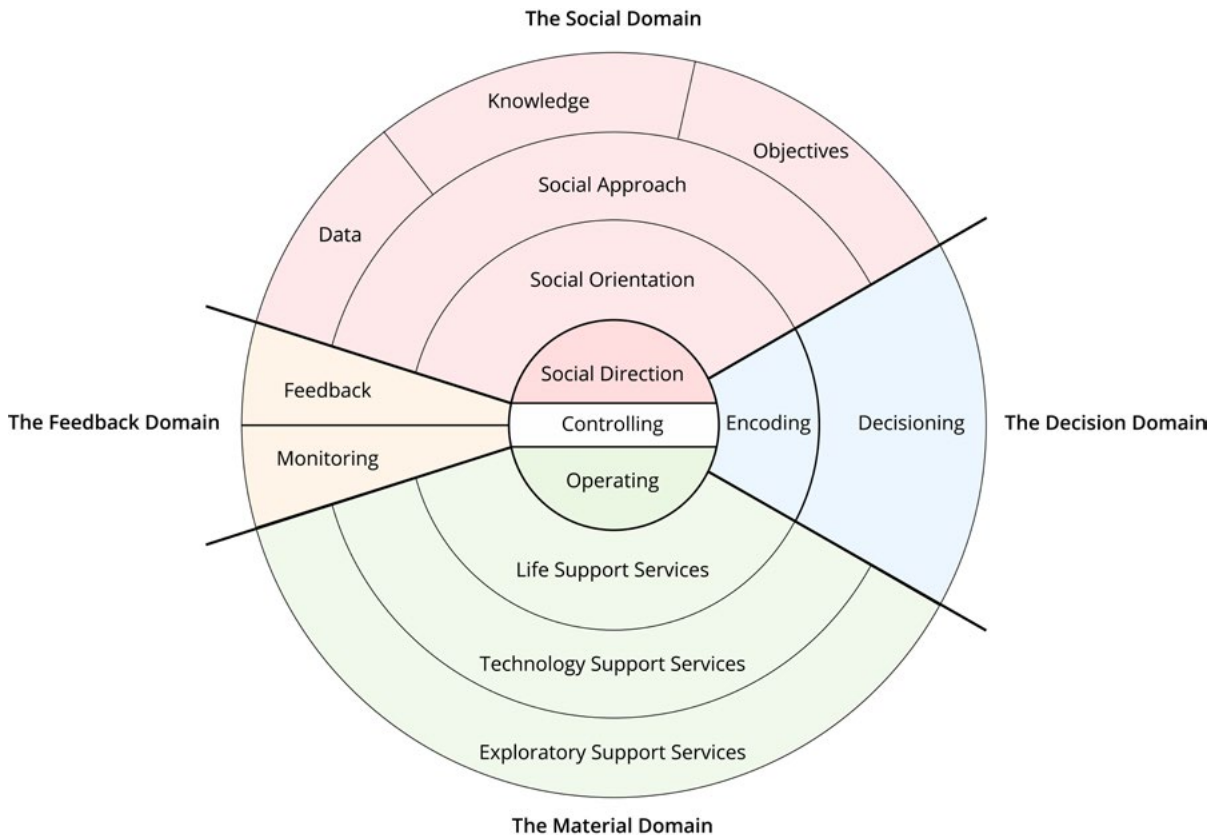 The Social Domain
Knowledge
Objectives
Social Approach
Data
Social Orientation
Social Direction
Feedback
The Feedback Domain
Controlling
Encoding
Decisioning
The Decision Domain
Monitoring
Operating
Life Support Services
Technology Support Services
Exploratory Support Services
The Material Domain